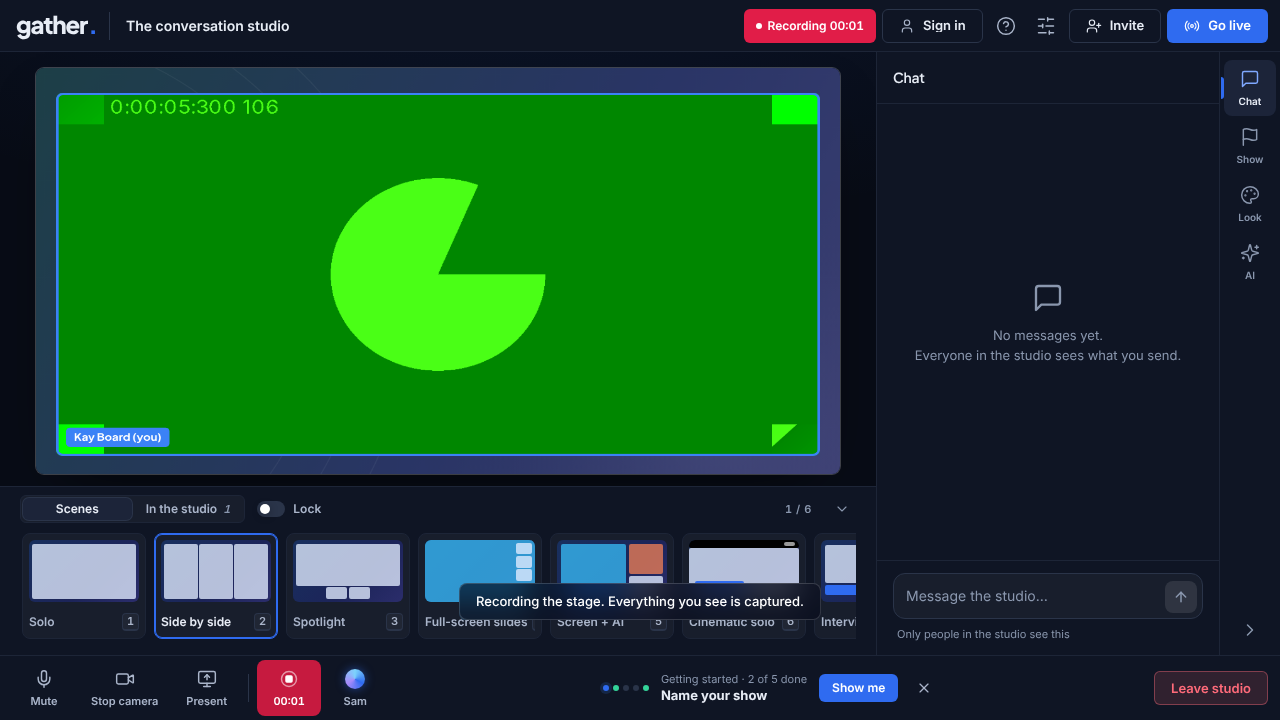 gather.
The conversation studio
Recording 00:01
Sign in
Invite
Go live
0:00:05:300 106
Kay Board (you)
Chat
No messages yet.
Everyone in the studio sees what you send.
Message the studio...
Only people in the studio see this
Chat
Show
Look
AI
Scenes
In the studio 1
Lock
1 / 6
Solo 1
Side by side 2
Spotlight 3
Full-screen slides
Screen + AI 5
Cinematic solo 6
Recording the stage. Everything you see is captured.
Mute
Stop camera
Present
00:01
Sam
Getting started · 2 of 5 done
Name your show
Show me
Leave studio